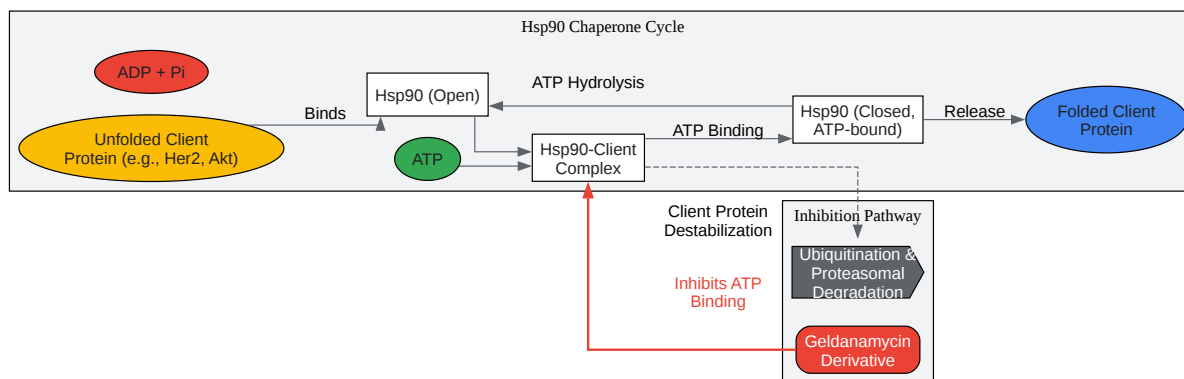 Hsp90 Chaperone Cycle
ADP + Pi
Unfolded Client
Protein (e.g., Her2, Akt)
Binds
Hsp90 (Open)
ATP Hydrolysis
ATP
Hsp90-Client
Complex
ATP Binding
Hsp90 (Closed,
ATP-bound)
Release
Folded Client
Protein
Client Protein
Destabilization
Inhibition Pathway
Ubiquitination &
Proteasomal
Degradation
Inhibits ATP
Binding
Geldanamycin
Derivative